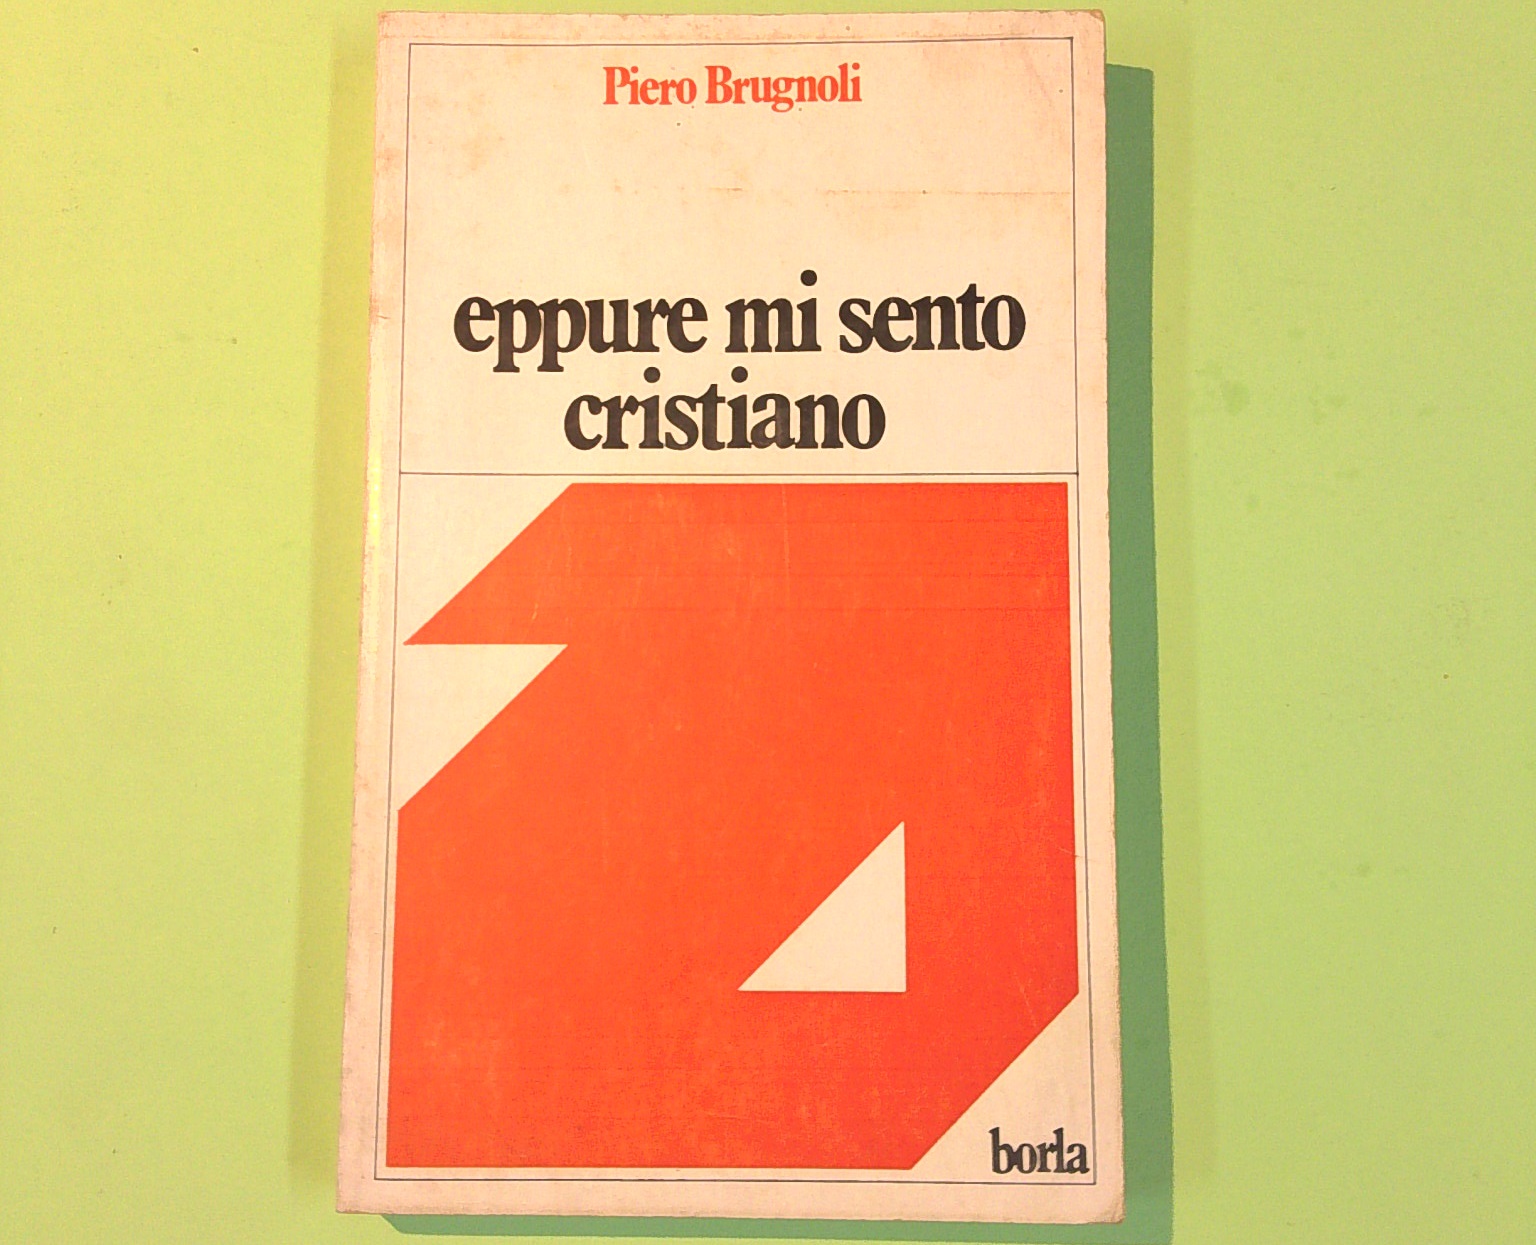 Piero Brugnoli
eppure mi sento
cristiano
borla